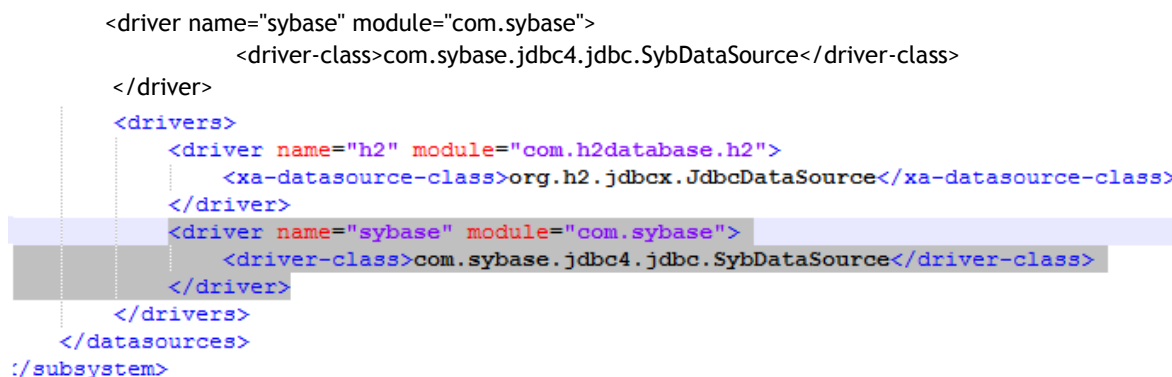 <driver name="sybase" module="com.sybase">
<driver-class>com.sybase.jdbc4.jdbc.SybDataSource</driver-class>
</driver>
<drivers>
<driver name="h2" module="com.h2database.h2">
<xa-datasource-class>org.h2.jdbcx.JdbcDataSource</xa-datasource-class>
</driver>
<driver name="sybase" module="com.sybase">
<driver-class>com.sybase.jdbc4.jdbc.SybDataSource</driver-class>
</driver>
</drivers>
</datasources>
/subsystem>